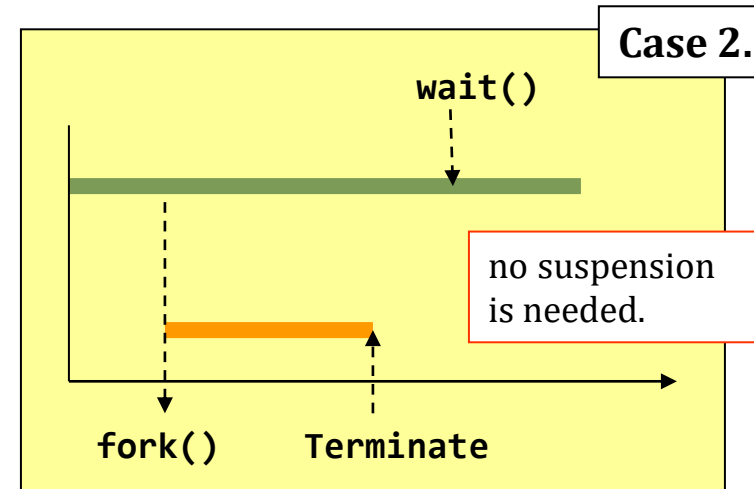 Case 2.
wait()
no suspension
is needed.
fork() Terminate